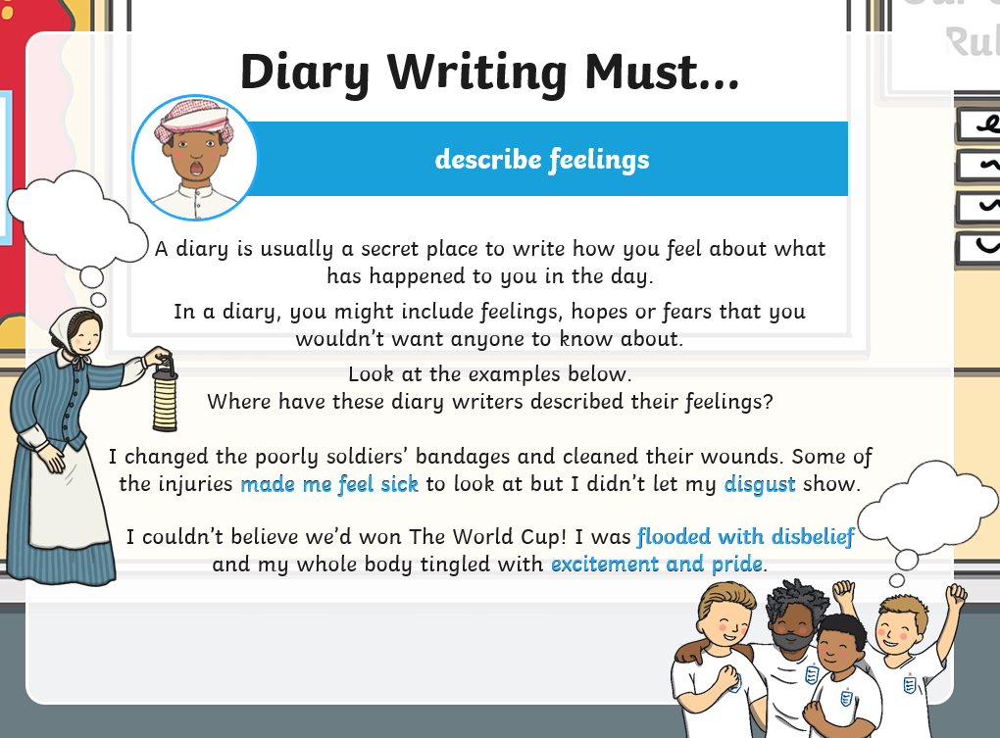 Diary Writing Must...
describe feelings
A diary is usually a secret place to write how you feel about what
has happened to you in the day.
In a diary, you might include feelings, hopes or fears that you
wouldn't want anyone to know about.
Look at the examples below.
Where have these diary writers described their feelings?
I changed the poorly soldiers' bandages and cleaned their wounds. Some of
the injuries made me feel sick to look at but I didn't let my disgust show.
I couldn't believe we'd won The World Cup! I was flooded with disbelief
and my whole body tingled with excitement and pride.